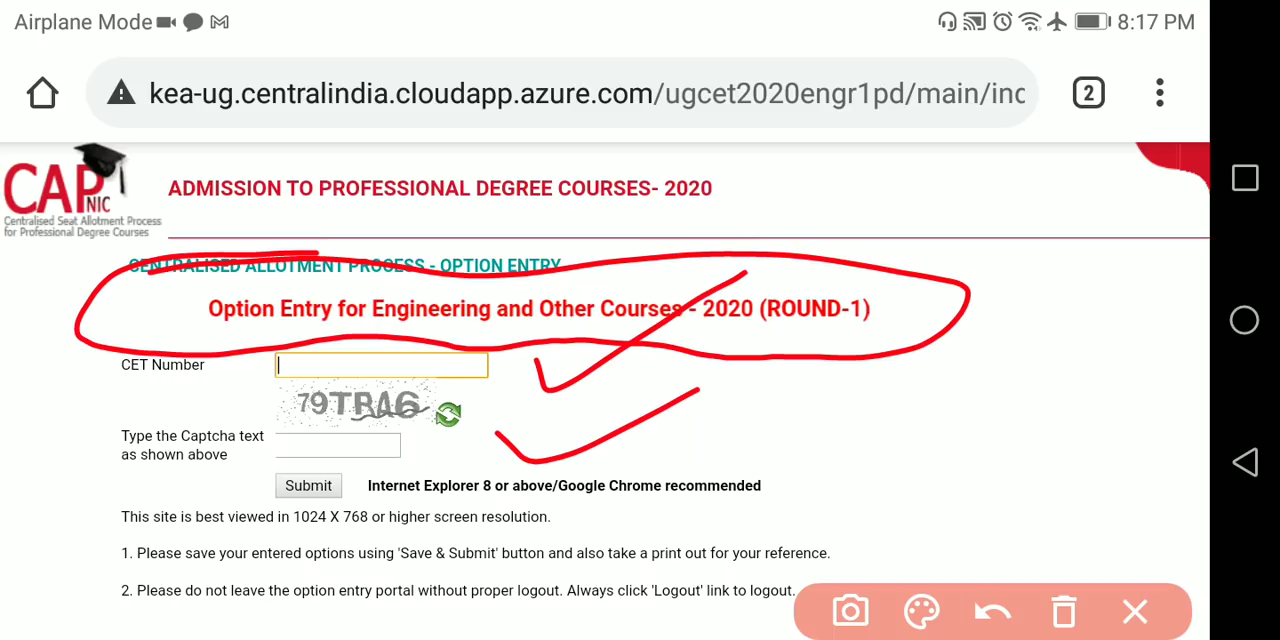 Airplane Mode 8:17 PM
kea-ug.centralindia.cloudapp.azure.com/ugcet2020engr1pd/main/inc
2
CAP NIC
Centralised Seat Allotment Process
for Professional Degree Courses
ADMISSION TO PROFESSIONAL DEGREE COURSES- 2020
CENTRALISED ALLOTMENT PROCESS - OPTION ENTRY
Option Entry for Engineering and Other Courses - 2020 (ROUND-1)
CET Number
79TRA6
Type the Captcha text
as shown above
Submit Internet Explorer 8 or above/Google Chrome recommended
This site is best viewed in 1024 X 768 or higher screen resolution.
1. Please save your entered options using 'Save & Submit' button and also take a print out for your reference.
2. Please do not leave the option entry portal without proper logout. Always click 'Logout' link to logout.